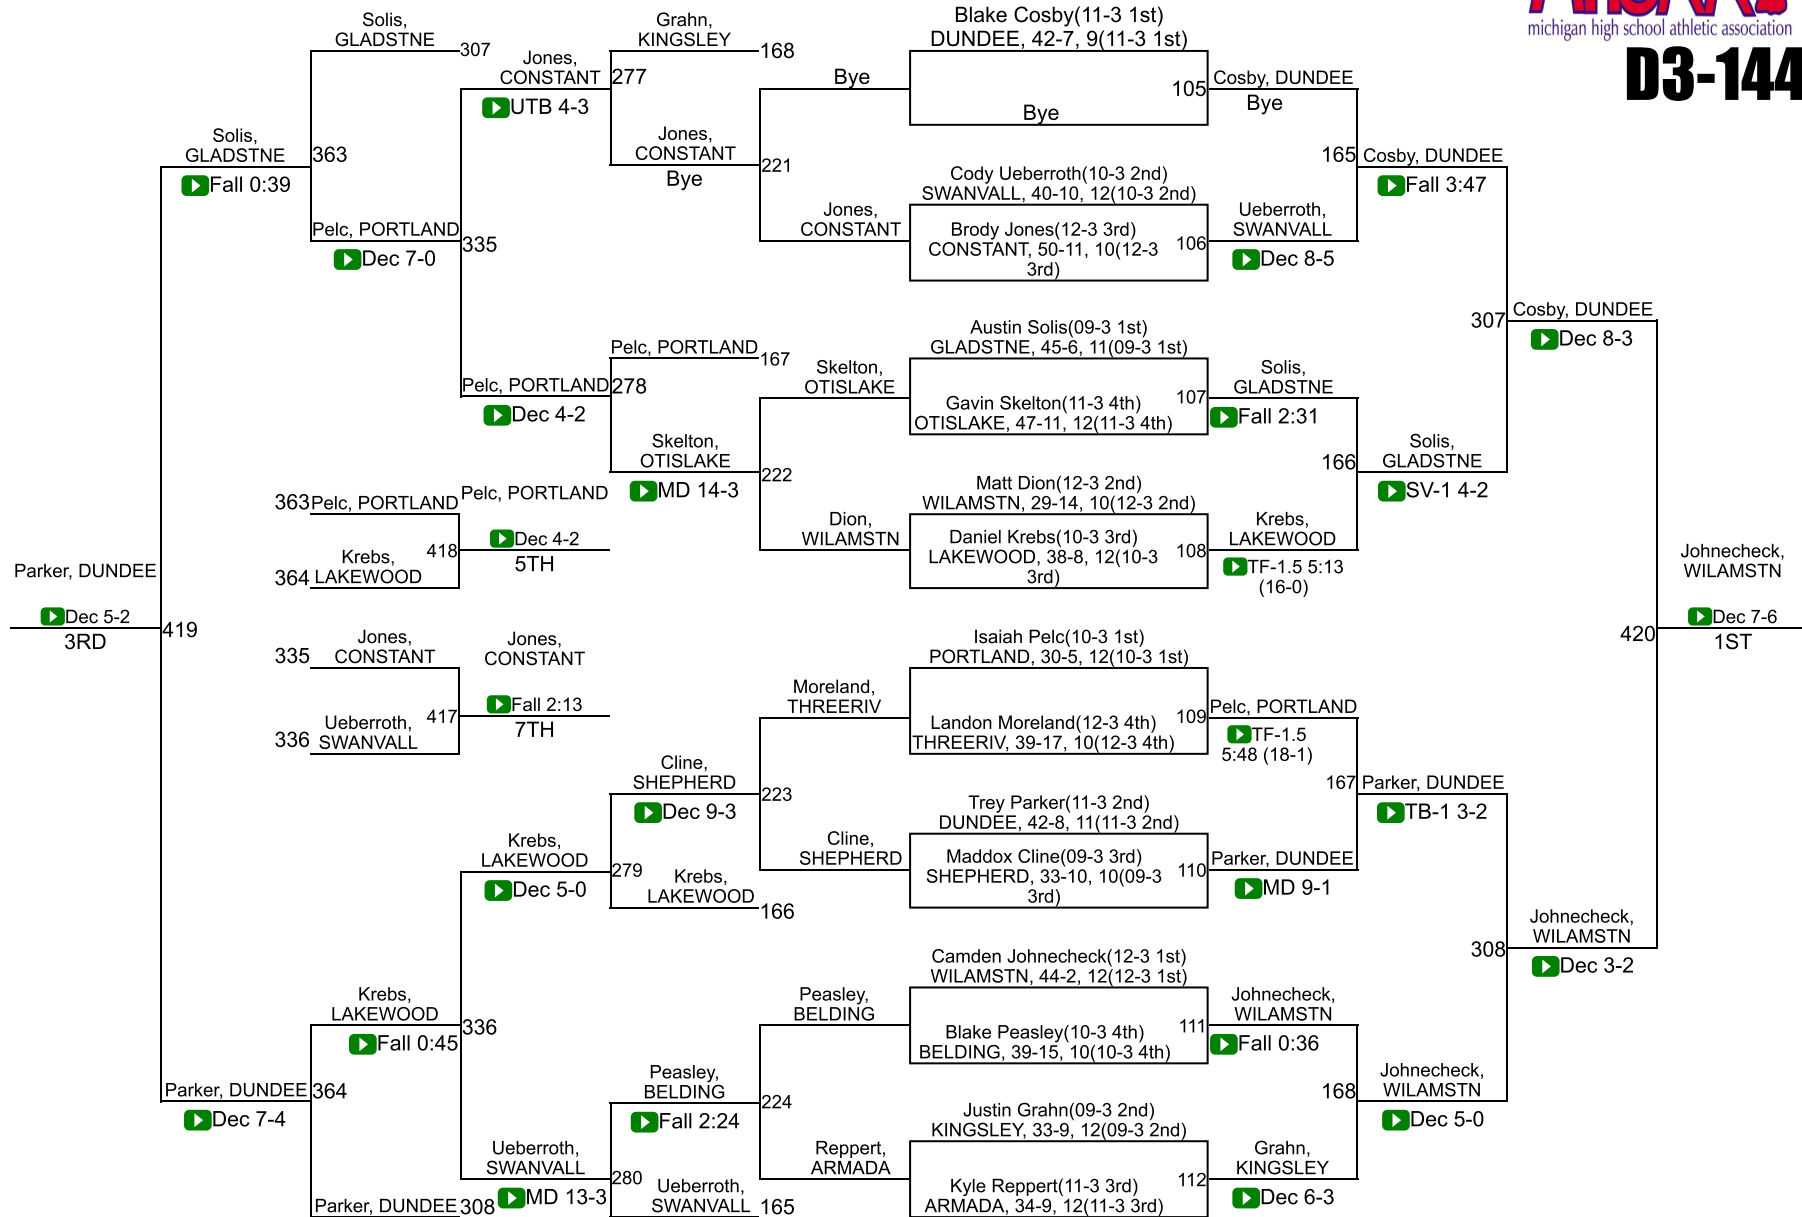 michigan high school athletic association
D3-144
Solis,
GLADSTNE
307
Jones,
CONSTANT
277
UTB 4-3
Solis,
GLADSTNE
363
Fall 0:39
Pelc, PORTLAND
335
Dec 7-0
Grahn,
KINGSLEY
168
Jones,
CONSTANT
221
Bye
Bye
Jones,
CONSTANT
Blake Cosby(11-3 1st)
DUNDEE, 42-7, 9(11-3 1st)
105
Bye
Cody Ueberroth(10-3 2nd)
SWANVALL, 40-10, 12(10-3 2nd)
Brody Jones(12-3 3rd)
CONSTANT, 50-11, 10(12-3
3rd)
106
Cosby, DUNDEE
Bye
165
Ueberroth,
SWANVALL
Dec 8-5
Cosby, DUNDEE
Fall 3:47
307
Cosby, DUNDEE
Dec 8-3
Pelc, PORTLAND
167
Pelc, PORTLAND
278
Dec 4-2
Skelton,
OTISLAKE
222
MD 14-3
Skelton,
OTISLAKE
Dion,
WILAMSTN
Austin Solis(09-3 1st)
GLADSTNE, 45-6, 11(09-3 1st)
107
Gavin Skelton(11-3 4th)
OTISLAKE, 47-11, 12(11-3 4th)
Matt Dion(12-3 2nd)
WILAMSTN, 29-14, 10(12-3 2nd)
Daniel Krebs(10-3 3rd)
LAKEWOOD, 38-8, 12(10-3
3rd)
108
Solis,
GLADSTNE
Fall 2:31
166
Krebs,
LAKEWOOD
TF-1.5 5:13
(16-0)
Solis,
GLADSTNE
SV-1 4-2
363
Pelc, PORTLAND
Pelc, PORTLAND
418
Dec 4-2
5TH
364
Krebs,
LAKEWOOD
Parker, DUNDEE
Dec 5-2
3RD
419
335
Jones,
CONSTANT
Jones,
CONSTANT
417
Fall 2:13
7TH
336
Ueberroth,
SWANVALL
Johnecheck,
WILAMSTN
Dec 7-6
1ST
420
Moreland,
THREERIV
Cline,
SHEPHERD
223
Dec 9-3
Cline,
SHEPHERD
Isaiah Pelc(10-3 1st)
PORTLAND, 30-5, 12(10-3 1st)
109
Landon Moreland(12-3 4th)
THREERIV, 39-17, 10(12-3 4th)
Trey Parker(11-3 2nd)
DUNDEE, 42-8, 11(11-3 2nd)
Maddox Cline(09-3 3rd)
SHEPHERD, 33-10, 10(09-3
3rd)
110
Pelc, PORTLAND
TF-1.5
5:48 (18-1)
167
Parker, DUNDEE
MD 9-1
Parker, DUNDEE
TB-1 3-2
Krebs,
LAKEWOOD
279
Dec 5-0
Krebs,
LAKEWOOD
166
308
Johnecheck,
WILAMSTN
Dec 3-2
Krebs,
LAKEWOOD
336
Fall 0:45
Parker, DUNDEE
364
Dec 7-4
Parker, DUNDEE
308
Ueberroth,
SWANVALL
280
MD 13-3
Peasley,
BELDING
224
Fall 2:24
Ueberroth,
SWANVALL
165
Peasley,
BELDING
Reppert,
ARMADA
Camden Johnecheck(12-3 1st)
WILAMSTN, 44-2, 12(12-3 1st)
111
Blake Peasley(10-3 4th)
BELDING, 39-15, 10(10-3 4th)
Justin Grahn(09-3 2nd)
KINGSLEY, 33-9, 12(09-3 2nd)
112
Kyle Reppert(11-3 3rd)
ARMADA, 34-9, 12(11-3 3rd)
Johnecheck,
WILAMSTN
Fall 0:36
168
Grahn,
KINGSLEY
Dec 6-3
Johnecheck,
WILAMSTN
Dec 5-0